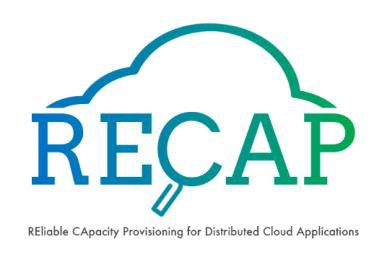 RECAP
REliable CApacity Provisioning for Distributed Cloud Applications